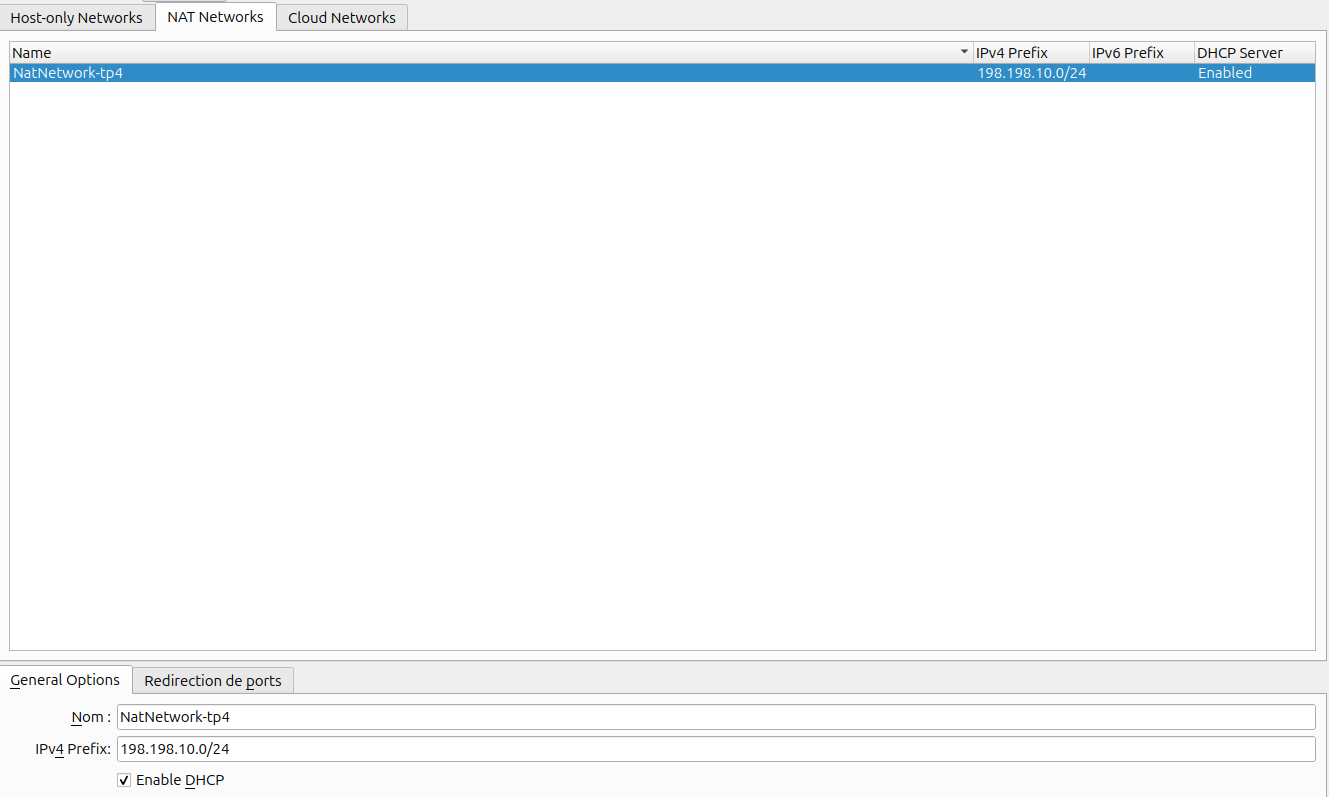 Host-only Networks NAT Networks Cloud Networks
Name IPv4 Prefix IPv6 Prefix DHCP Server
NatNetwork-tp4 198.198.10.0/24 Enabled
General Options Redirection de ports
Nom : NatNetwork-tp4
IPv4 Prefix: 198.198.10.0/24
Enable DHCP